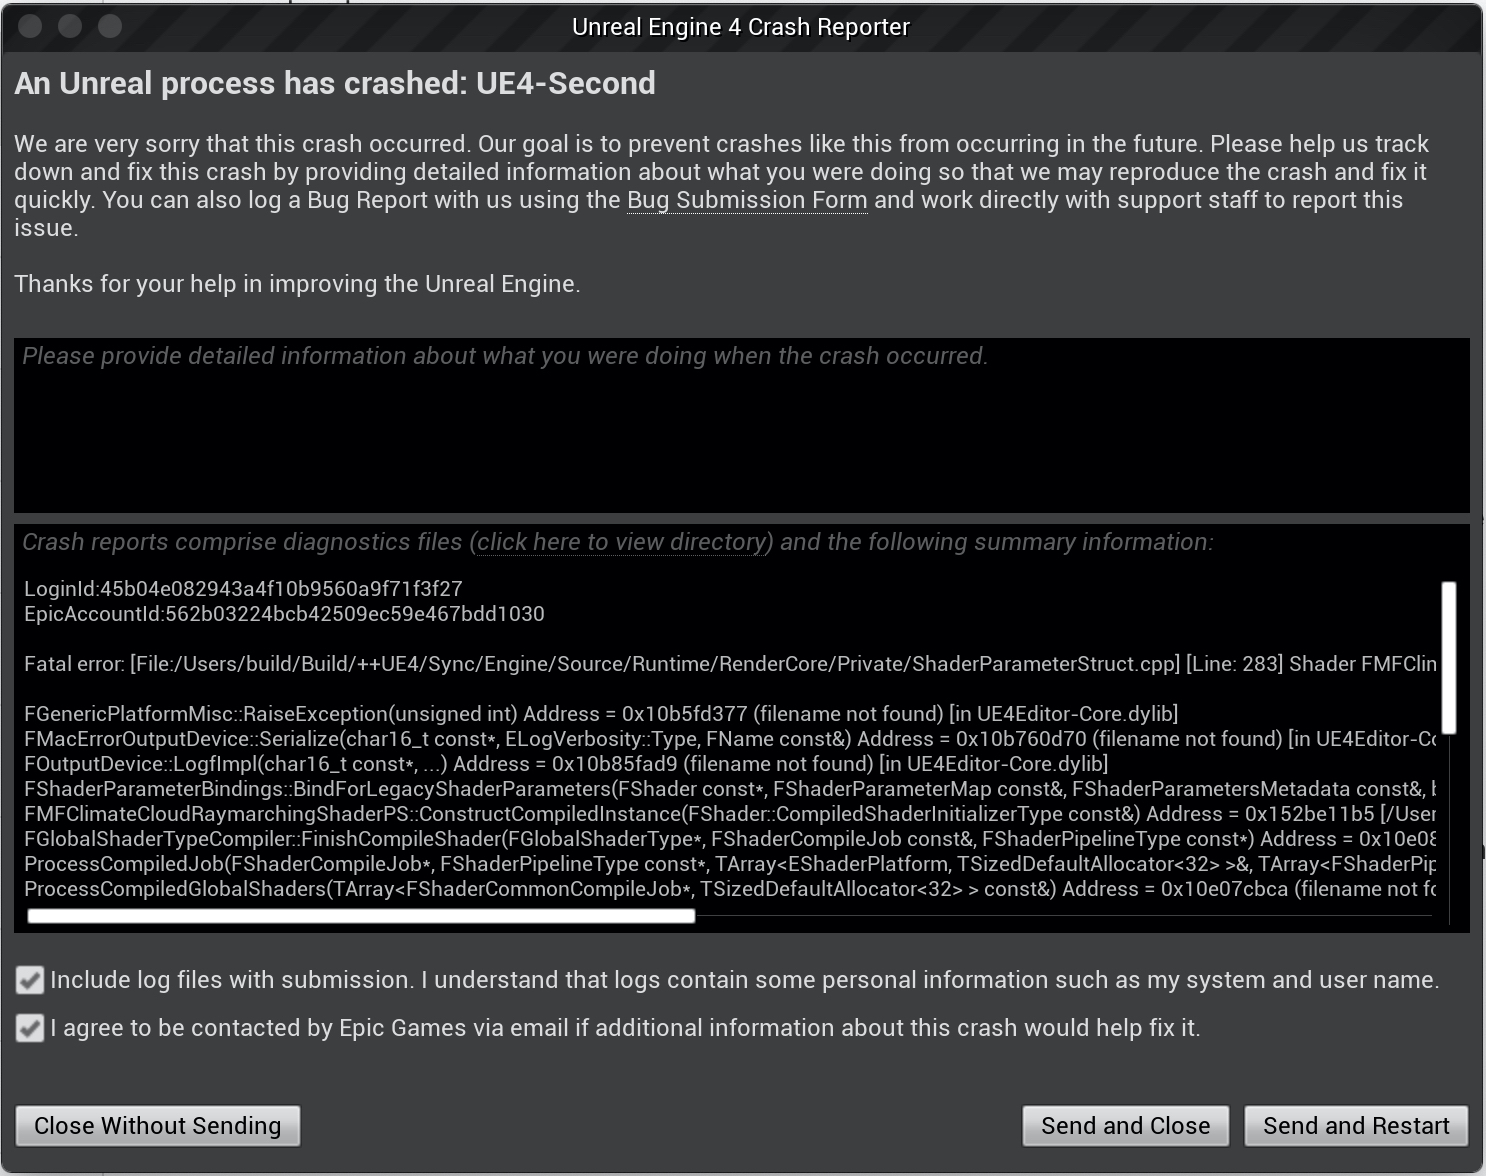 Unreal Engine 4 Crash Reporter
An Unreal process has crashed: UE4-Second
We are very sorry that this crash occurred. Our goal is to prevent crashes like this from occurring in the future. Please help us track
down and fix this crash by providing detailed information about what you were doing so that we may reproduce the crash and fix it
quickly. You can also log a Bug Report with us using the Bug Submission Form and work directly with support staff to report this
issue.
Thanks for your help in improving the Unreal Engine.
Please provide detailed information about what you were doing when the crash occurred.
Crash reports comprise diagnostics files (click here to view directory) and the following summary information:
LoginId:45b04e082943a4f10b9560a9f71f3f27
EpicAccountId:562b03224bcb42509ec59e467bdd1030
Fatal error: [File:/Users/build/Build/++UE4/Sync/Engine/Source/Runtime/RenderCore/Private/ShaderParameterStruct.cpp] [Line: 283] Shader FMFClin
FGenericPlatformMisc::RaiseException(unsigned int) Address = 0x10b5fd377 (filename not found) [in UE4Editor-Core.dylib]
FMacErrorOutputDevice::Serialize(char16_t const*, ELogVerbosity::Type, FName const&) Address = 0x10b760d70 (filename not found) [in UE4Editor-Co
FOutputDevice::LogfImpl(char16_t const*, ...) Address = 0x10b85fad9 (filename not found) [in UE4Editor-Core.dylib]
FShaderParameterBindings::BindForLegacyShaderParameters(FShader const*, FShaderParameterMap const&, FShaderParametersMetadata const&, b
FMFClimateCloudRaymarchingShaderPS::ConstructCompiledInstance(FShader::CompiledShaderInitializerType const&) Address = 0x152be11b5 [/User
FGlobalShaderTypeCompiler::FinishCompileShader(FGlobalShaderType*, FShaderCompileJob const&, FShaderPipelineType const*) Address = 0x10e08
ProcessCompiledJob(FShaderCompileJob*, FShaderPipelineType const*, TArray<EShaderPlatform, TSizedDefaultAllocator<32> >&, TArray<FShaderPip
ProcessCompiledGlobalShaders(TArray<FShaderCommonCompileJob*, TSizedDefaultAllocator<32> > const&) Address = 0x10e07cbca (filename not fo
Include log files with submission. I understand that logs contain some personal information such as my system and user name.
I agree to be contacted by Epic Games via email if additional information about this crash would help fix it.
Close Without Sending
Send and Close
Send and Restart